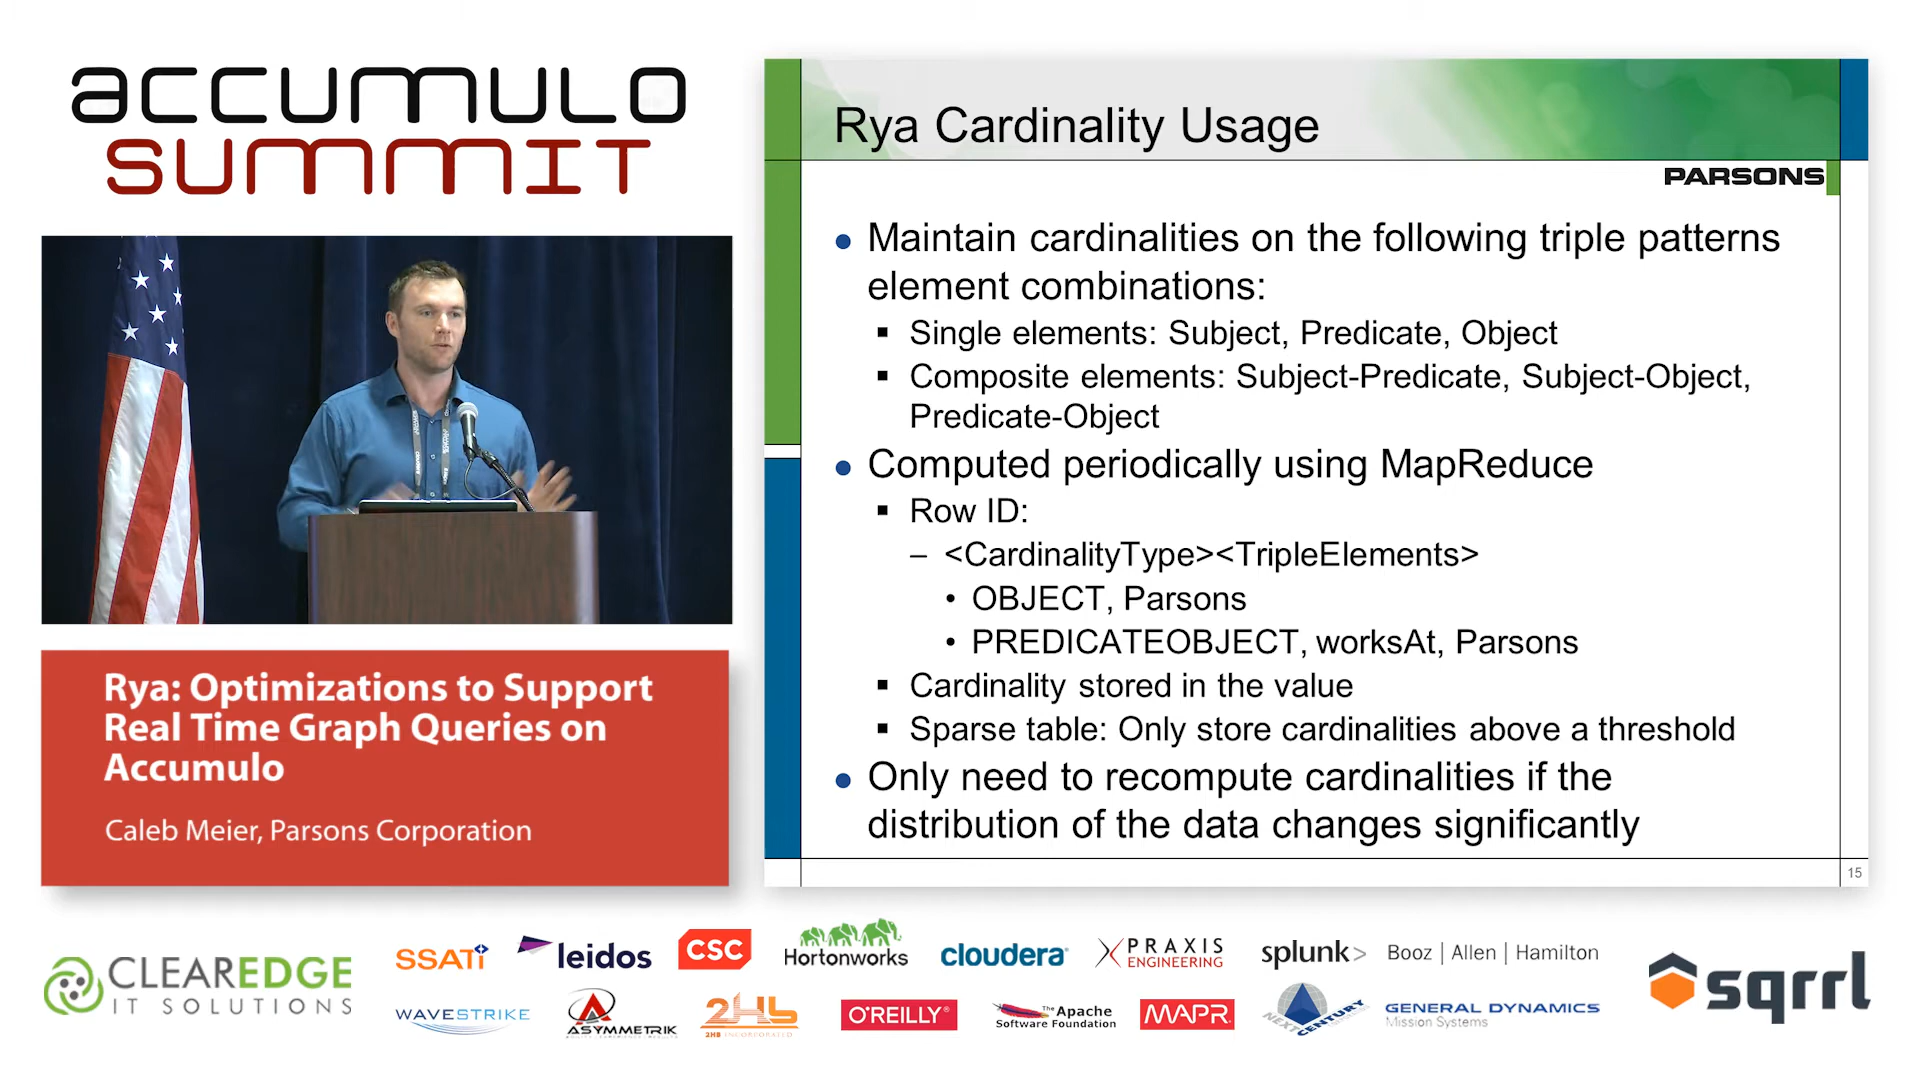 ACCUMULO
SUMMIT
Rya: Optimizations to Support
Real Time Graph Queries on
Accumulo
Caleb Meier, Parsons Corporation
Rya Cardinality Usage
PARSONS
● Maintain cardinalities on the following triple patterns
element combinations:
▪ Single elements: Subject, Predicate, Object
▪ Composite elements: Subject-Predicate, Subject-Object,
Predicate-Object
● Computed periodically using MapReduce
▪ Row ID:
– <CardinalityType><TripleElements>
• OBJECT, Parsons
• PREDICATEOBJECT, worksAt, Parsons
▪ Cardinality stored in the value
▪ Sparse table: Only store cardinalities above a threshold
● Only need to recompute cardinalities if the
distribution of the data changes significantly
15
CLEAREDGE
IT SOLUTIONS
SSATi
leidos
CSC
Hortonworks
cloudera
PRAXIS
ENGINEERING
splunk>
Booz | Allen | Hamilton
sqrrl
WAVESTRIKE
ASYMMETRIK
2HB
2HB INCORPORATED
O'REILLY®
The Apache
Software Foundation
MAPR
NEXT CENTURY
GENERAL DYNAMICS
Mission Systems